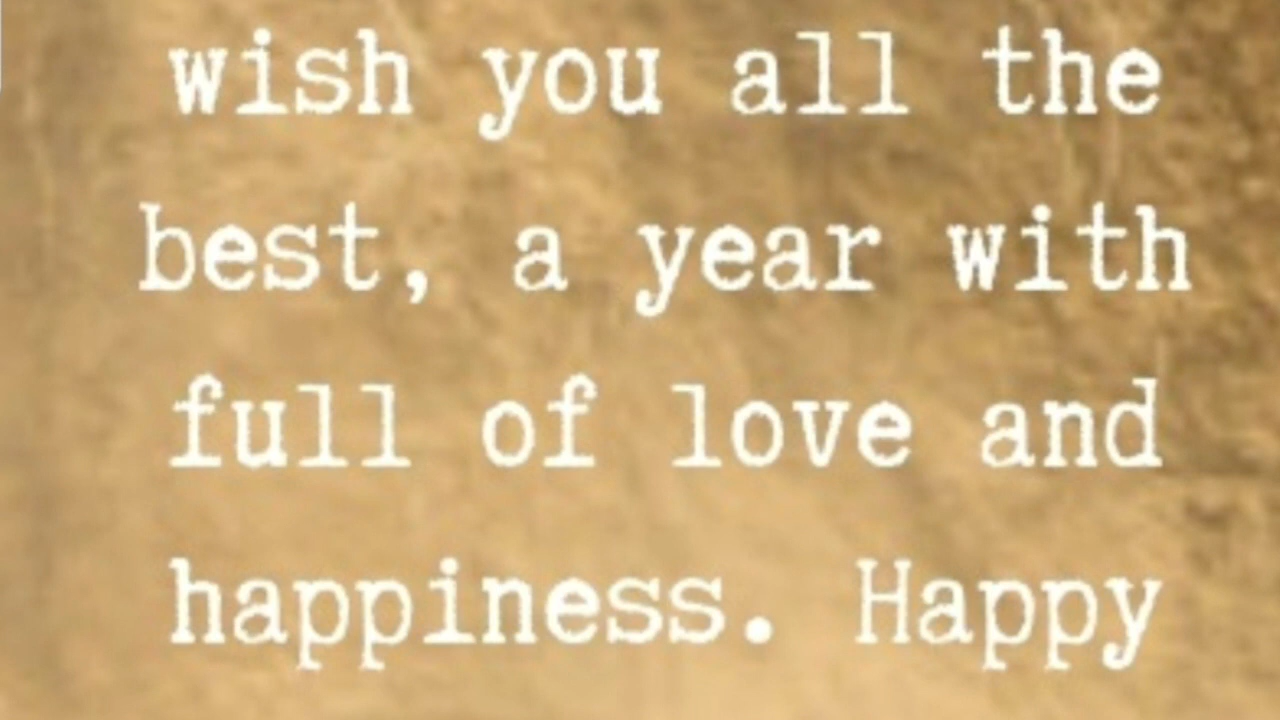 wish you all the
best, a year with
full of love and
happiness. Happy